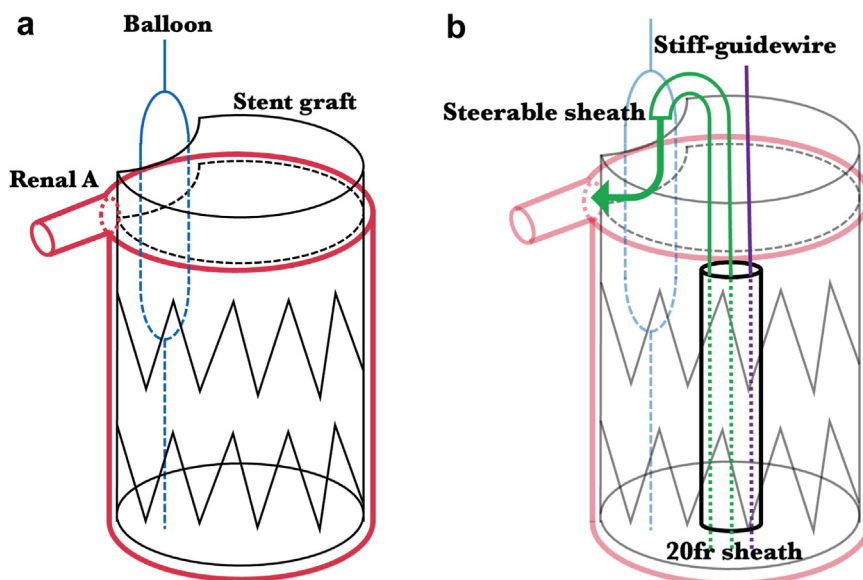 a
Balloon
Stent graft
Renal A
b
Stiff-guidewire
Steerable sheath
20fr sheath